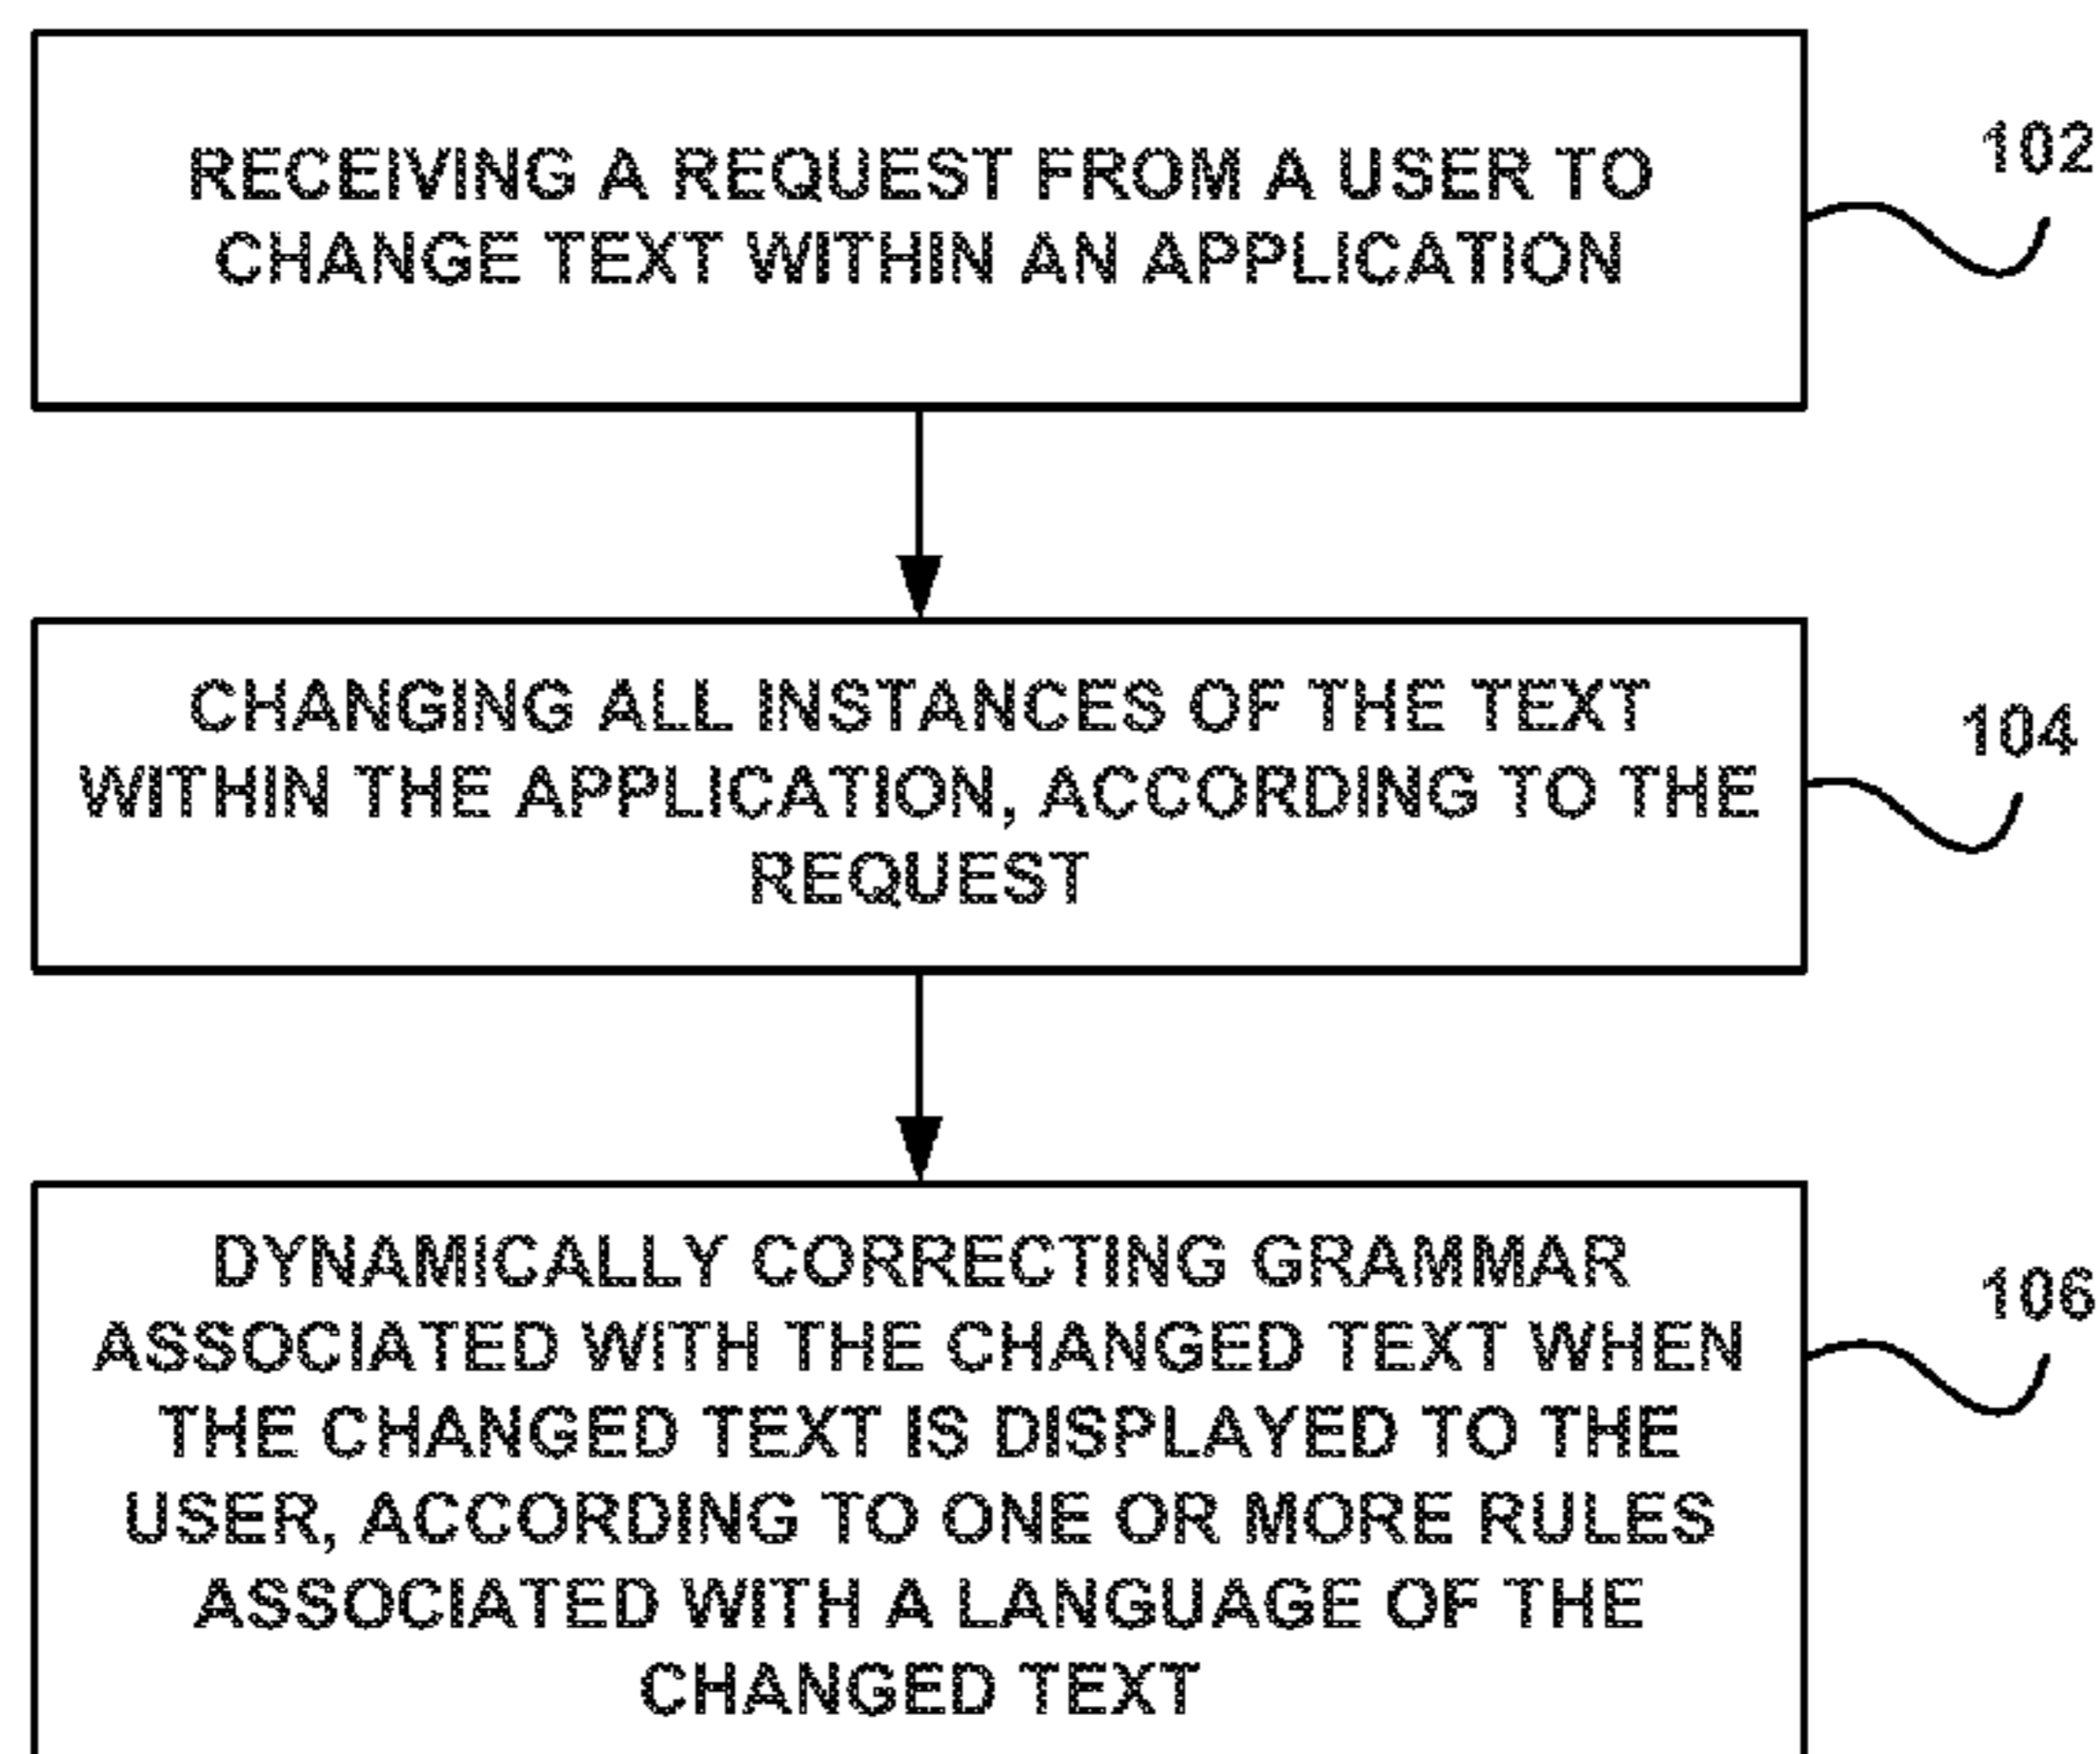 RECEIVING A REQUEST FROM A USER TO
CHANGE TEXT WITHIN AN APPLICATION
102
CHANGING ALL INSTANCES OF THE TEXT
WITHIN THE APPLICATION, ACCORDING TO THE
REQUEST
104
DYNAMICALLY CORRECTING GRAMMAR
ASSOCIATED WITH THE CHANGED TEXT WHEN
THE CHANGED TEXT IS DISPLAYED TO THE
USER, ACCORDING TO ONE OR MORE RULES
ASSOCIATED WITH A LANGUAGE OF THE
CHANGED TEXT
106